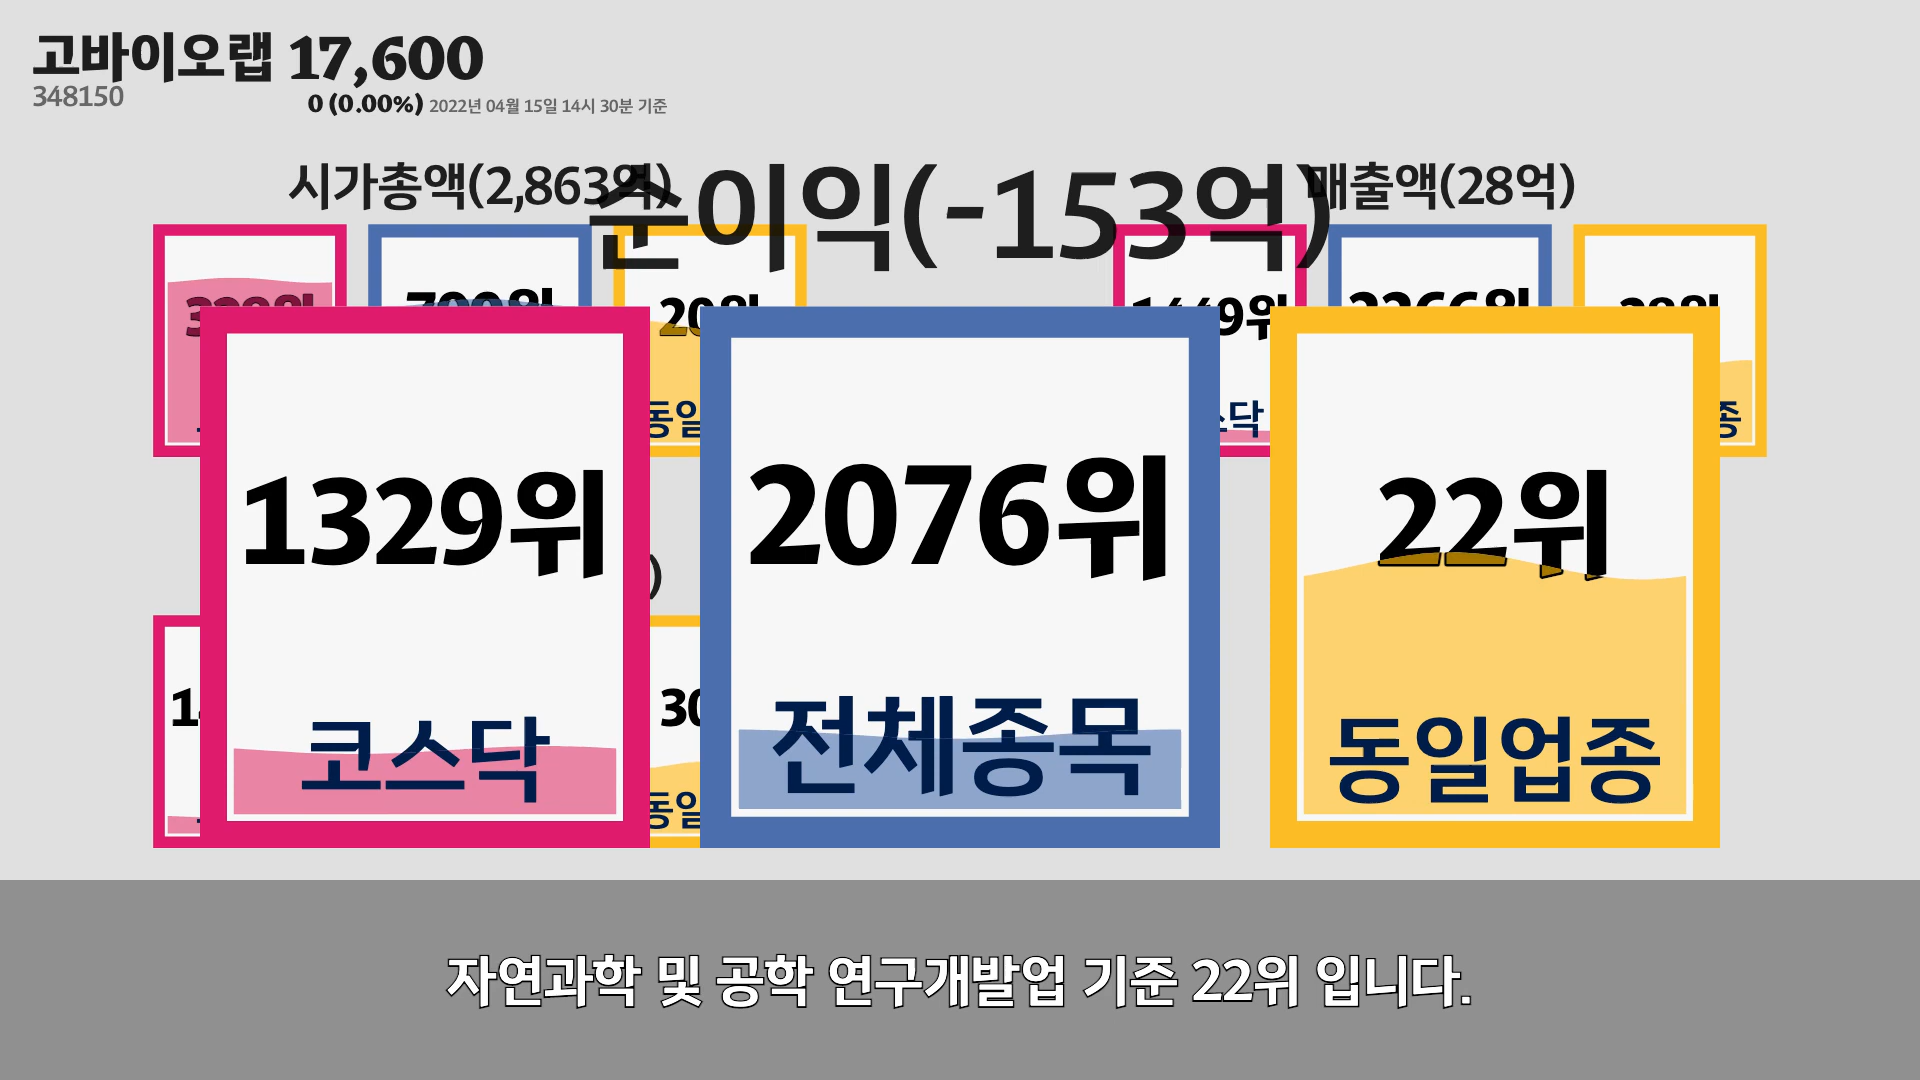 고바이오랩 17,600
348150
0 (0.00%) 2022년 04월 15일 14시 30분 기준
시가총액(2,863억)
순이익(-153억)
매출액(28억)
1329위
2076위
22위
코스닥
전체종목
동일업종
자연과학 및 공학 연구개발업 기준 22위 입니다.